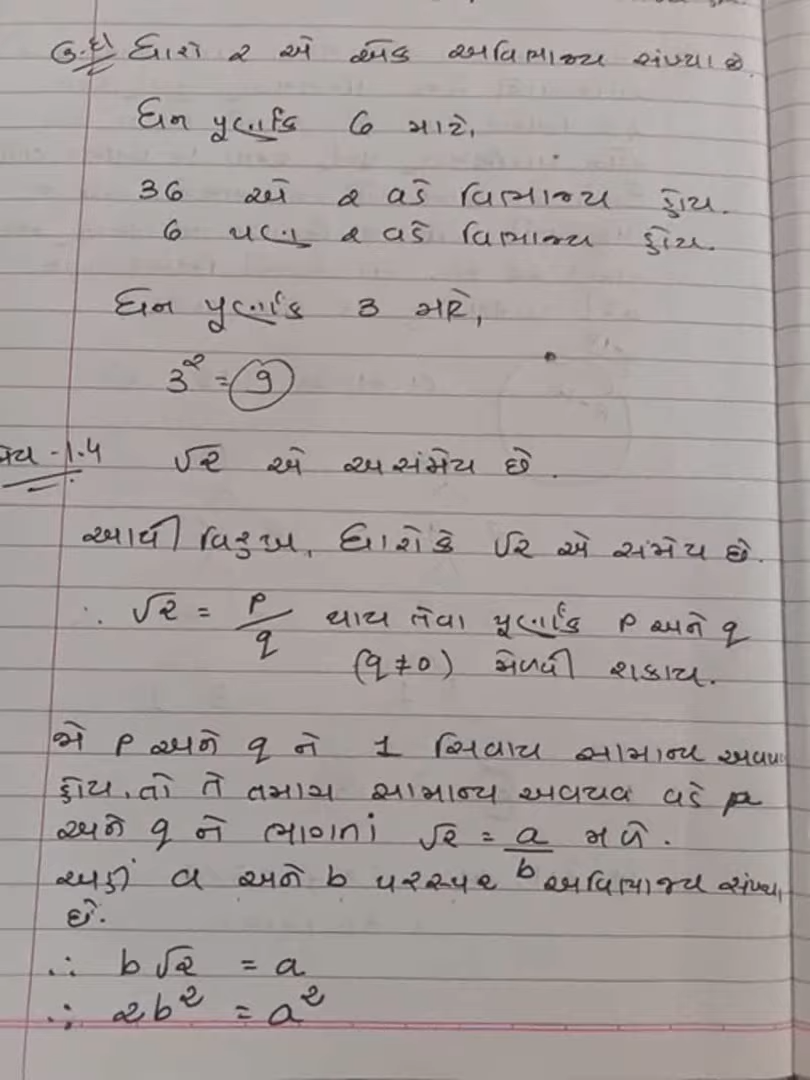 ઉ.દા ધારો ૨ એ એક અવિભાજ્ય સંખ્યા છે.
ધન પૂર્ણાંક 6 માટે,
36 એ ૨ વડે વિભાજ્ય હોય.
6 પણ ૨ વડે વિભાજ્ય હોય.
ધન પૂર્ણાંક 3 માટે,
3² = 9
પ્રમેય - 1.4 √૨ એ અસંમેય છે.
આથી વિરુદ્ધ, ધારોકે √૨ એ સંમેય છે.
∴ √૨ = p/q થાય તેવા પૂર્ણાંક p અને q
(q ≠ 0) મેળવી શકાય.
જો p અને q ને 1 સિવાય સામાન્ય અવયવ
હોય, તો તે તમામ સામાન્ય અવયવ વડે p
અને q ને ભાગતાં √૨ = a/b મળે.
અહીં a અને b પરસ્પર અવિભાજ્ય સંખ્યા
છે.
∴ b√૨ = a
∴ 2b² = a²